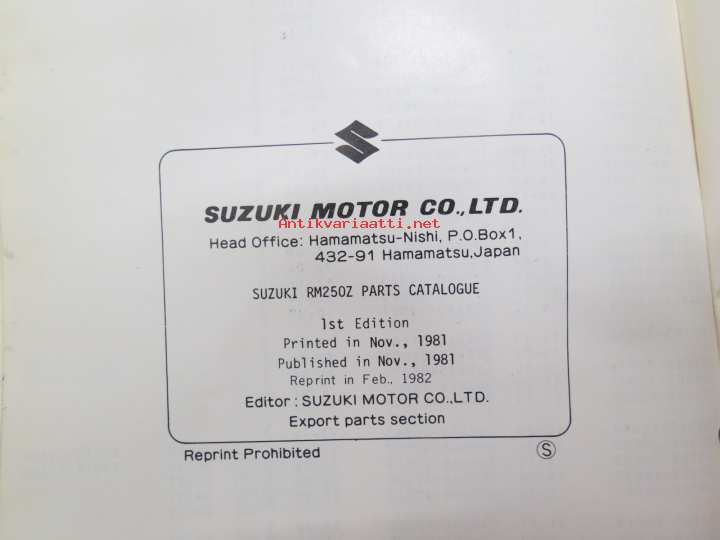 SUZUKI MOTOR CO.,LTD.
Antikvariaatti.net
Head Office: Hamamatsu-Nishi, P.O.Box1,
432-91 Hamamatsu,Japan
SUZUKI RM250Z PARTS CATALOGUE
1st Edition
Printed in Nov., 1981
Published in Nov., 1981
Reprint in Feb., 1982
Editor : SUZUKI MOTOR CO.,LTD.
Export parts section
Reprint Prohibited
S